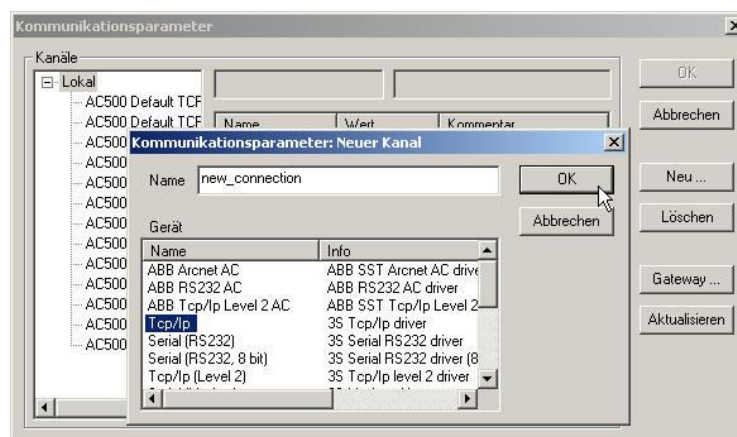 Kommunikationsparameter
Kanäle
Lokal
AC500 Default TCP
AC500 Default TCP
AC500
AC500
AC500
AC500
AC500
AC500
AC500
AC500
AC500
AC500
AC500
Name Wert Kommentar
OK
Abbrechen
Neu ...
Löschen
Gateway ...
Aktualisieren
Kommunikationsparameter: Neuer Kanal
Name new_connection
OK
Abbrechen
Gerät
Name Info
ABB Arcnet AC ABB SST Arcnet AC drive
ABB RS232 AC ABB RS232 AC driver
ABB Tcp/Ip Level 2 AC ABB SST Tcp/Ip Level 2
Tcp/Ip 3S Tcp/Ip driver
Serial (RS232) 3S Serial RS232 driver
Serial (RS232, 8 bit) 3S Serial RS232 driver (8
Tcp/Ip (Level 2) 3S Tcp/Ip level 2 driver